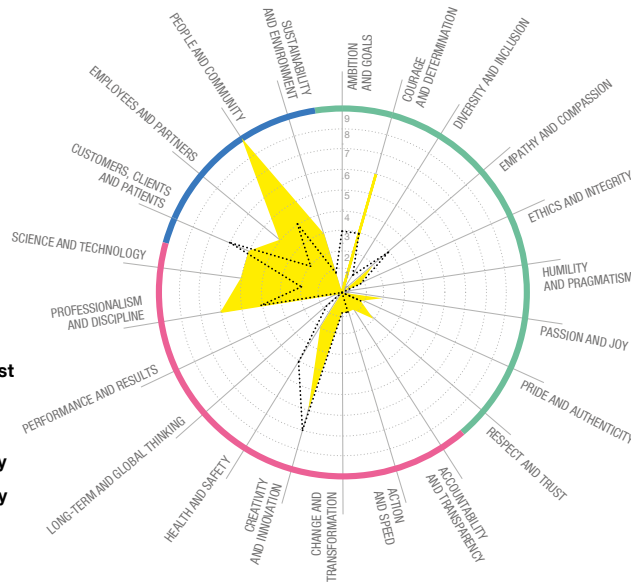 AMBITION
AND GOALS
COURAGE
AND DETERMINATION
DIVERSITY AND INCLUSION
EMPATHY AND COMPASSION
ETHICS AND INTEGRITY
HUMILITY
AND PRAGMATISM
PASSION AND JOY
PRIDE AND AUTHENTICITY
RESPECT AND TRUST
ACCOUNTABILITY
AND TRANSPARENCY
ACTION
AND SPEED
CHANGE AND
TRANSFORMATION
CREATIVITY
AND INNOVATION
HEALTH AND SAFETY
LONG-TERM AND GLOBAL THINKING
PERFORMANCE AND RESULTS
PROFESSIONALISM
AND DISCIPLINE
SCIENCE AND TECHNOLOGY
CUSTOMERS, CLIENTS
AND PATIENTS
EMPLOYEES AND PARTNERS
PEOPLE AND COMMUNITY
SUSTAINABILITY
AND ENVIRONMENT
9
8
7
6
5
4
3
2
st
y
y